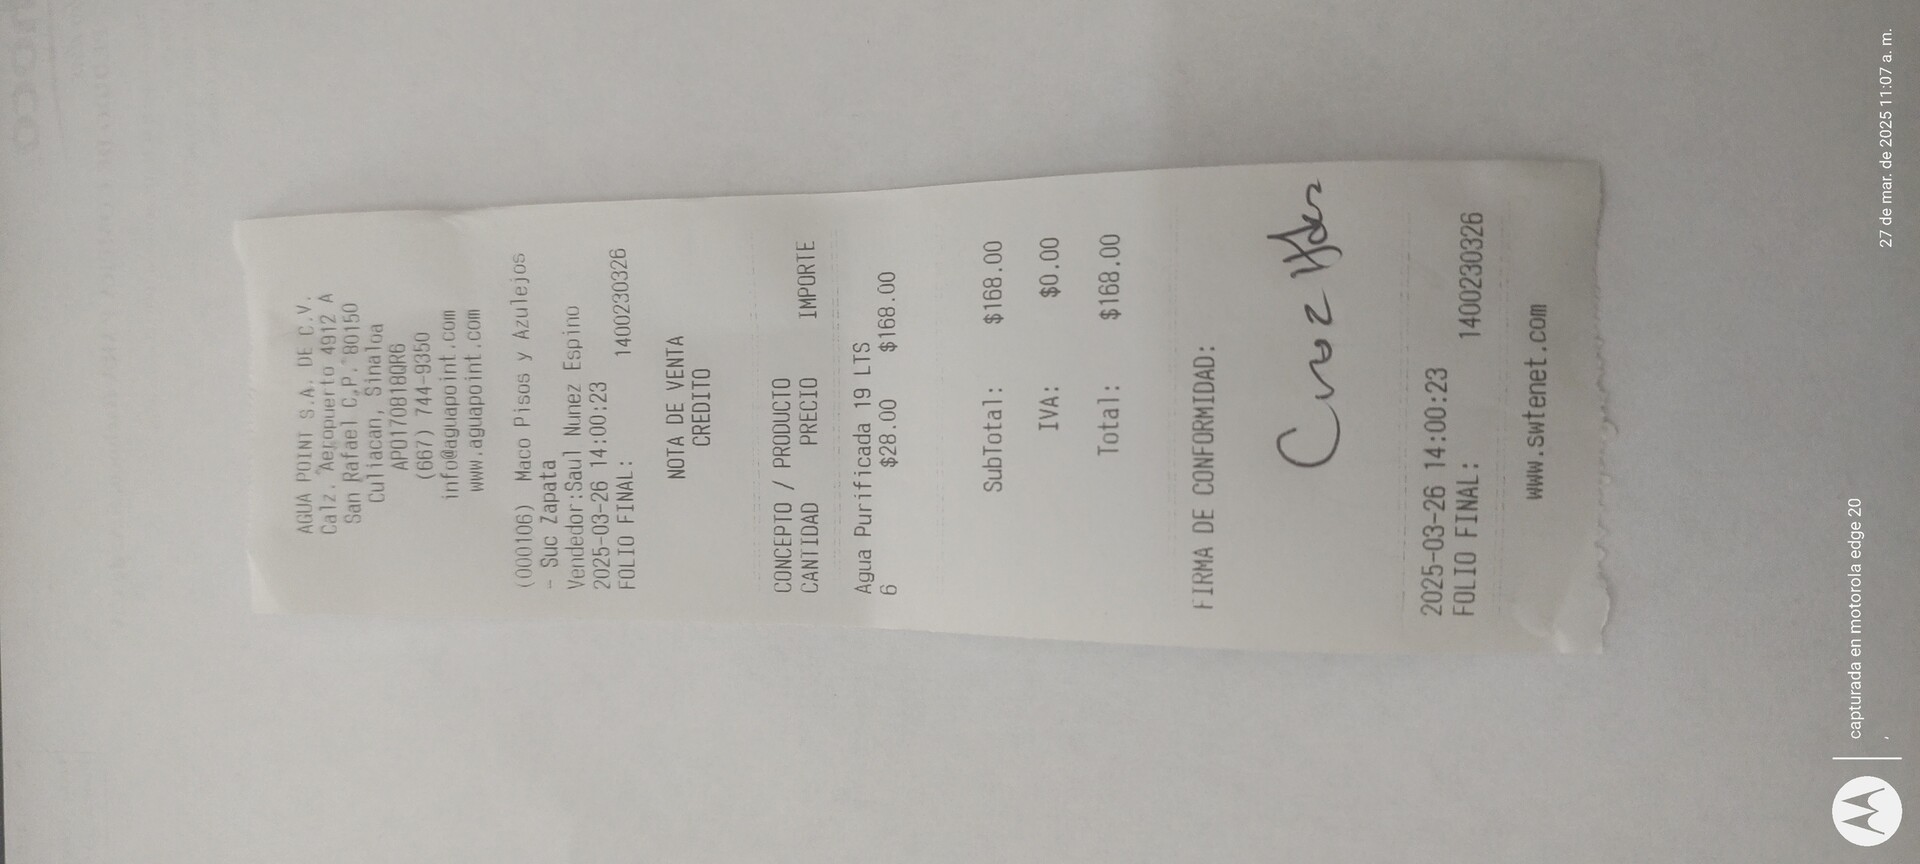 AGUA POINT S.A. DE C.V.
Calz. Aeropuerto 4912 A
San Rafael C.P. 80150
Culiacan, Sinaloa
APO170818QR6
(667) 744-9350
info@aguapoint.com
www.aguapoint.com
(000106) Maco Pisos y Azulejos
- Suc Zapata
Vendedor:Saul Nunez Espino
2025-03-26 14:00:23
FOLIO FINAL: 1400230326
NOTA DE VENTA
CREDITO
CONCEPTO / PRODUCTO
CANTIDAD PRECIO IMPORTE
Agua Purificada 19 LTS
6 $28.00 $168.00
SubTotal: $168.00
IVA: $0.00
Total: $168.00
FIRMA DE CONFORMIDAD:
Cruz
2025-03-26 14:00:23
FOLIO FINAL: 1400230326
www.swtenet.com
capturada en motorola edge 20
27 de mar. de 2025 11:07 a. m.